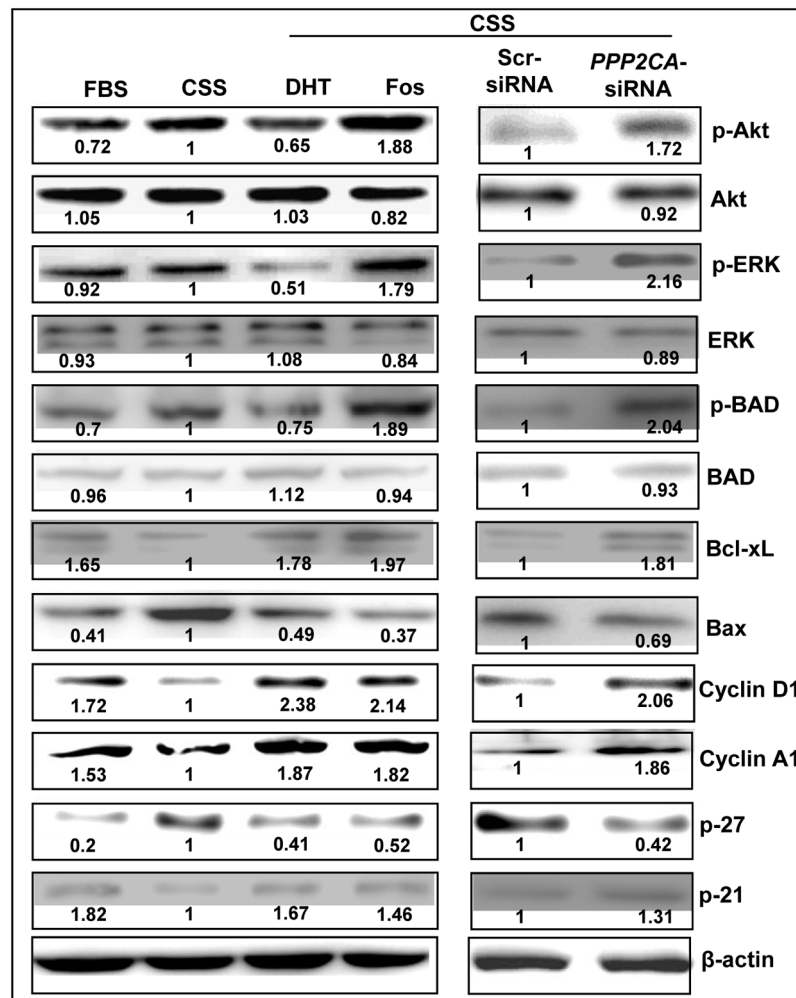 CSS
Scr-siRNA
PPP2CA-siRNA
FBS CSS DHT Fos
0.72 1 0.65 1.88 1 1.72 p-Akt
1.05 1 1.03 0.82 1 0.92 Akt
0.92 1 0.51 1.79 1 2.16 p-ERK
0.93 1 1.08 0.84 1 0.89 ERK
0.7 1 0.75 1.89 1 2.04 p-BAD
0.96 1 1.12 0.94 1 0.93 BAD
1.65 1 1.78 1.97 1 1.81 Bcl-xL
0.41 1 0.49 0.37 1 0.69 Bax
1.72 1 2.38 2.14 1 2.06 Cyclin D1
1.53 1 1.87 1.82 1 1.86 Cyclin A1
0.2 1 0.41 0.52 1 0.42 p-27
1.82 1 1.67 1.46 1 1.31 p-21
β-actin